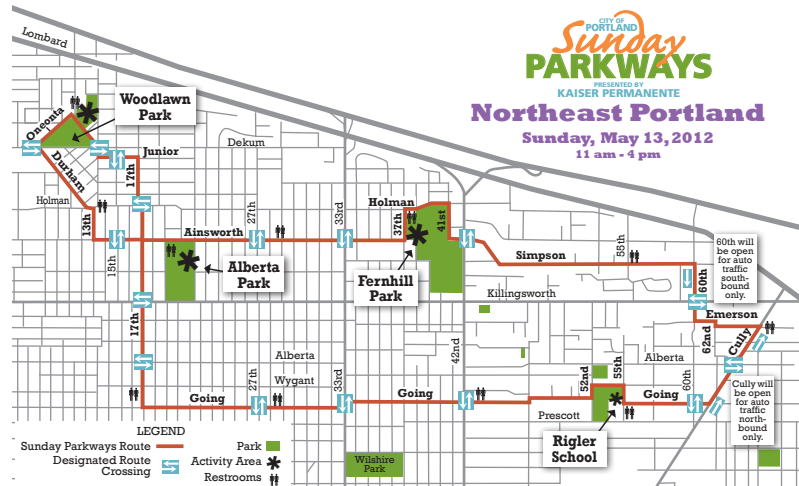 CITY OF
PORTLAND
Sunday
PARKWAYS
PRESENTED BY
KAISER PERMANENTE
Northeast Portland
Sunday, May 13, 2012
11 am - 4 pm
Lombard
Woodlawn
Park
Oneonta
Durham
Junior
Dekum
17th
Holman
13th
Ainsworth
15th
27th
33rd
Holman
37th
41st
Alberta
Park
Fernhill
Park
Simpson
55th
60th will
be open
for auto
traffic
south-
bound
only.
60th
Killingsworth
Emerson
62nd
Cully
17th
Alberta
Wygant
27th
33rd
42nd
Going
Going
52nd
55th
Alberta
Going
60th
Prescott
Cully will
be open
for auto
traffic
north-
bound
only.
Rigler
School
Wilshire
Park
LEGEND
Sunday Parkways Route
Designated Route
Crossing
Park
Activity Area
Restrooms